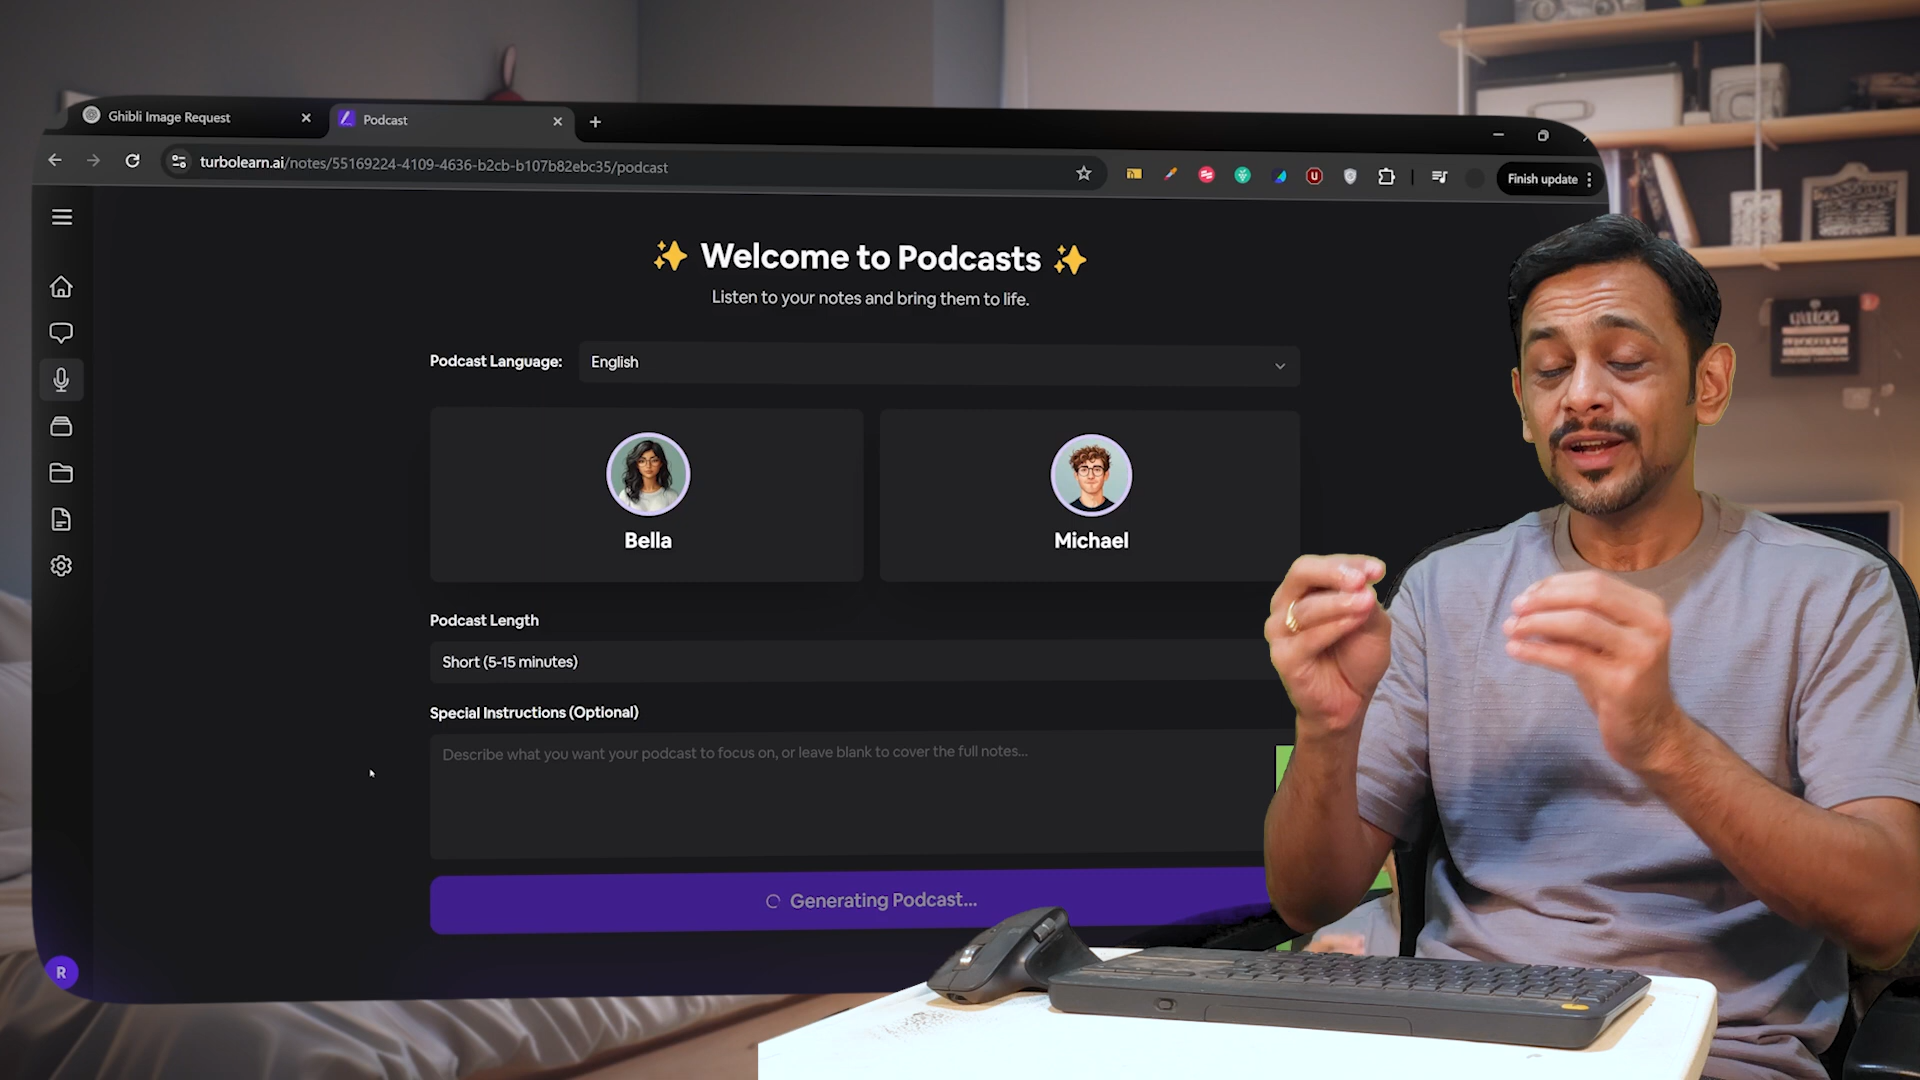 Ghibli Image Request
Podcast
turbolearn.ai/notes/55169224-4109-4636-b2cb-b107b82ebc35/podcast
Finish update
✨ Welcome to Podcasts ✨
Listen to your notes and bring them to life.
Podcast Language:
English
Bella
Michael
Podcast Length
Short (5-15 minutes)
Special Instructions (Optional)
Describe what you want your podcast to focus on, or leave blank to cover the full notes...
Generating Podcast...
R